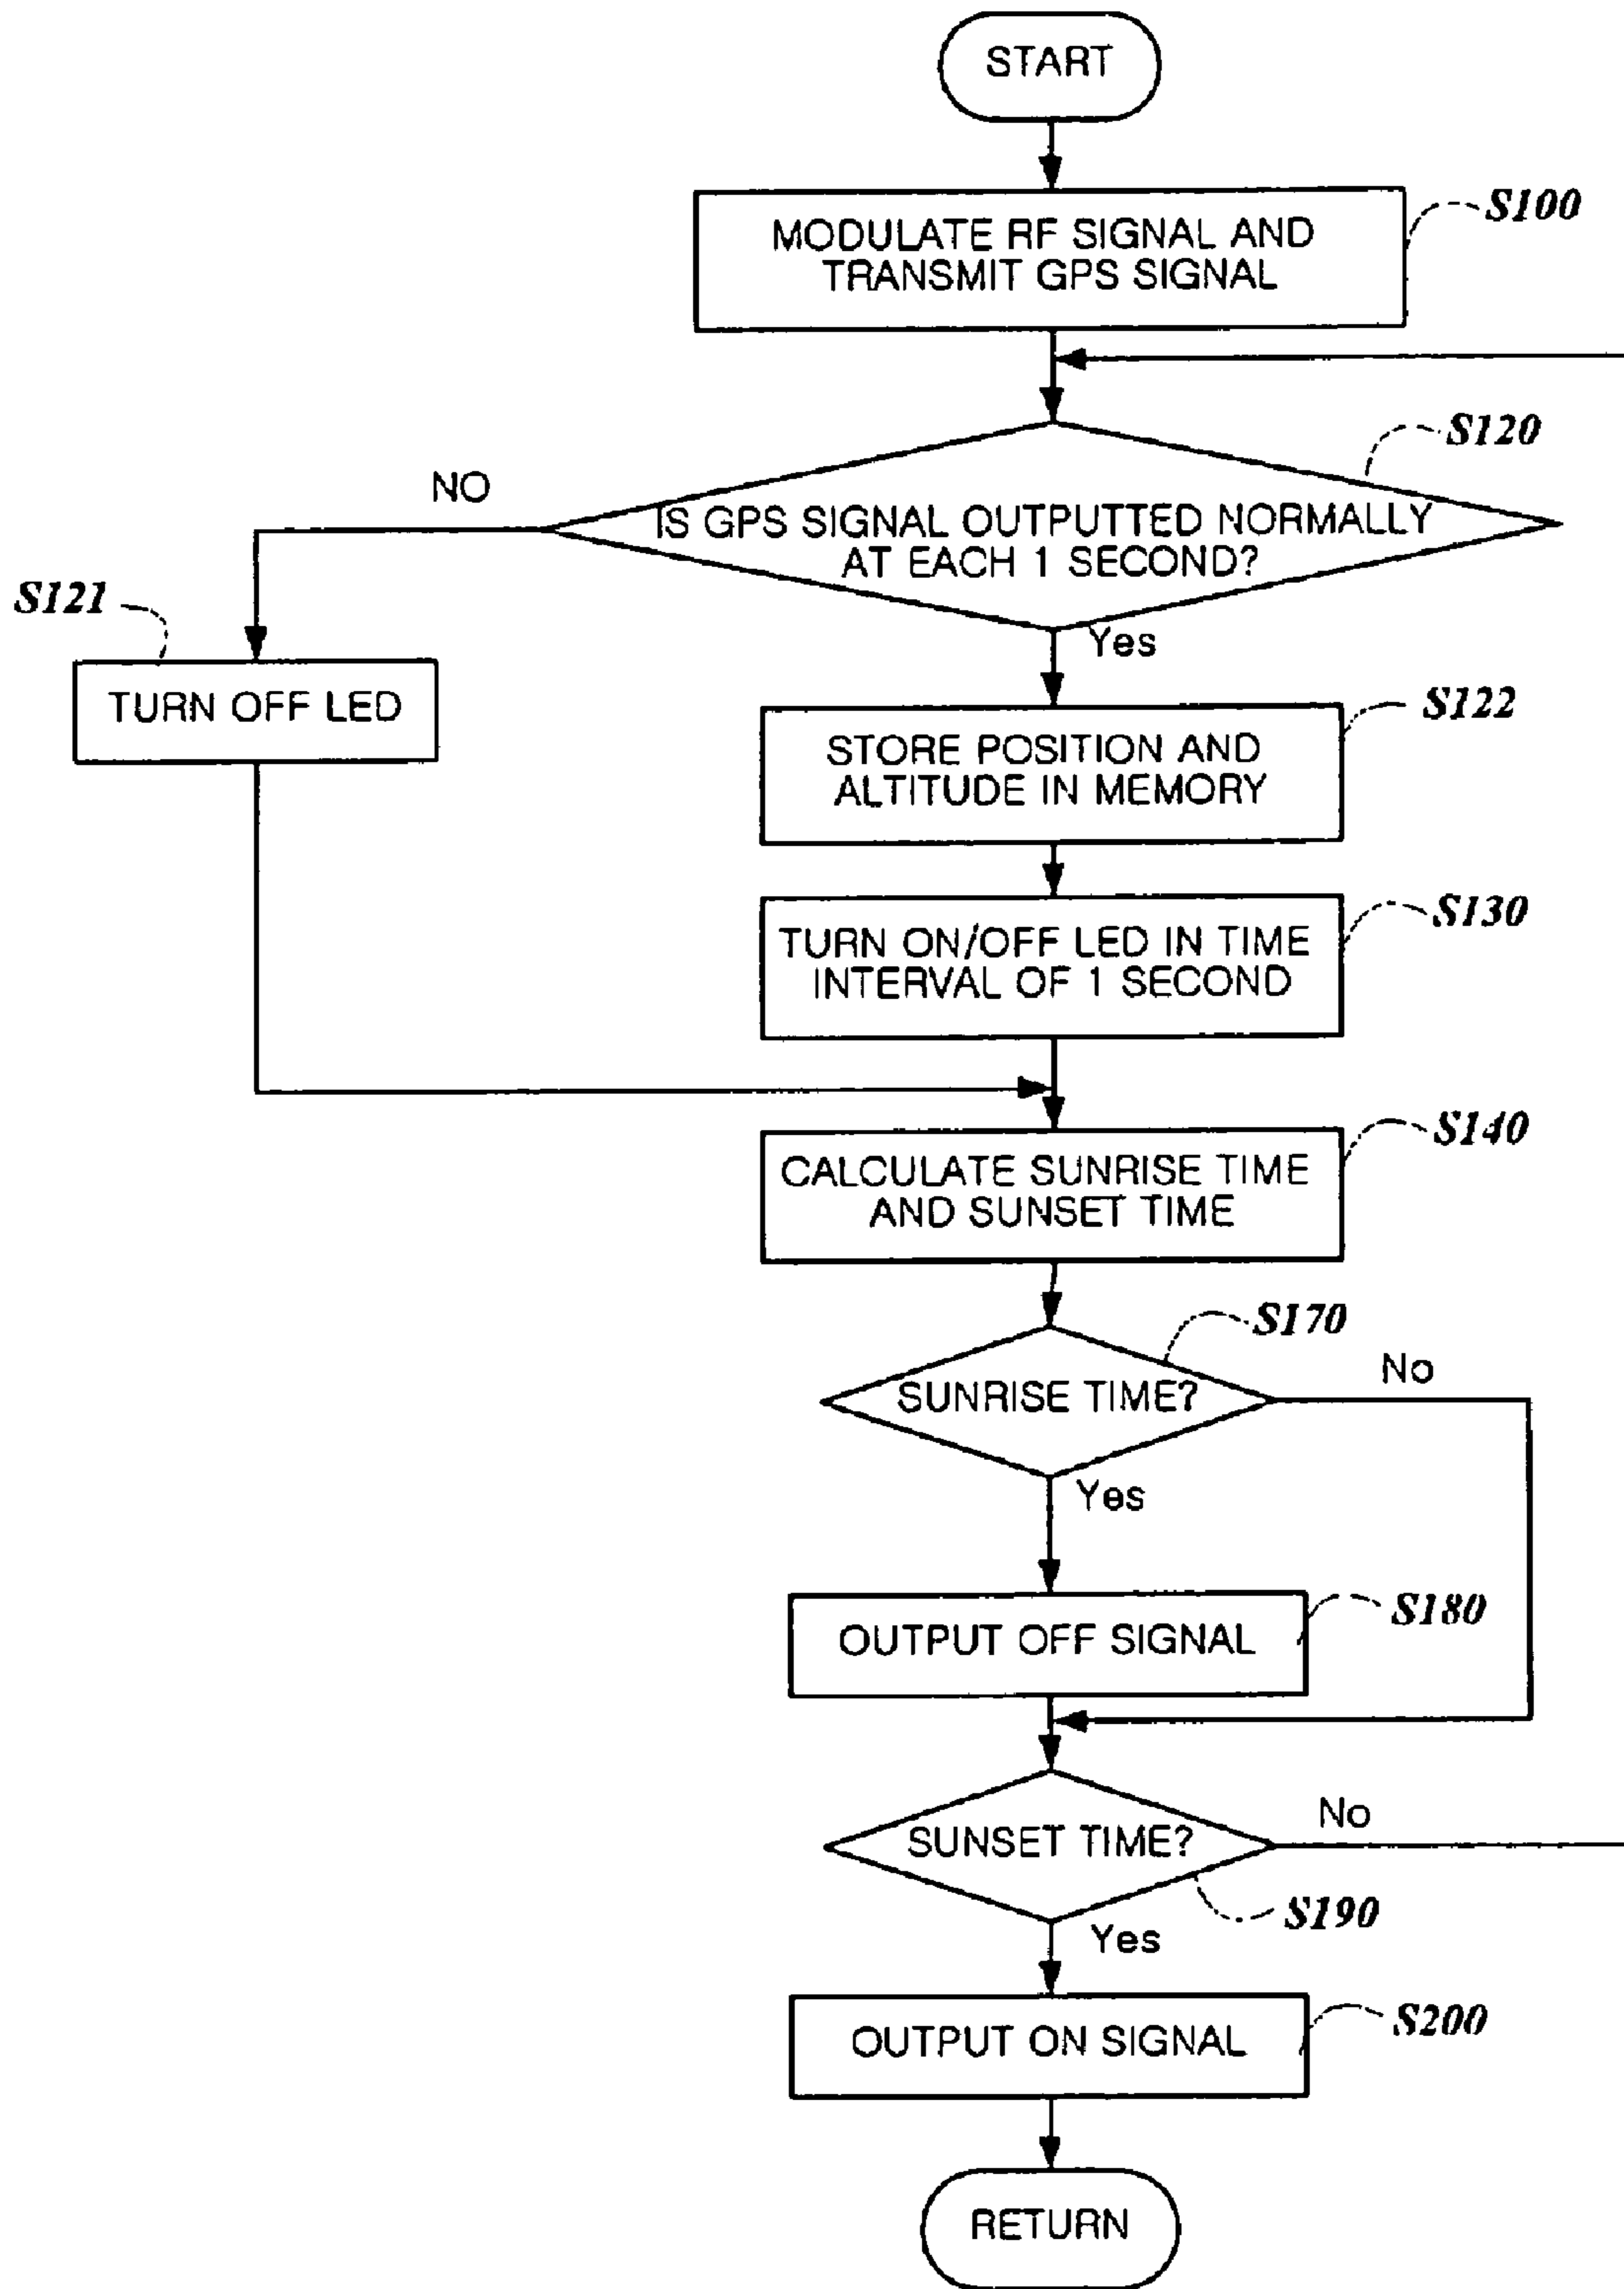 START
MODULATE RF SIGNAL AND
TRANSMIT GPS SIGNAL
S100
S120
NO
IS GPS SIGNAL OUTPUTTED NORMALLY
AT EACH 1 SECOND?
S121
Yes
TURN OFF LED
S122
STORE POSITION AND
ALTITUDE IN MEMORY
S130
TURN ON/OFF LED IN TIME
INTERVAL OF 1 SECOND
S140
CALCULATE SUNRISE TIME
AND SUNSET TIME
S170
No
SUNRISE TIME?
Yes
S180
OUTPUT OFF SIGNAL
No
SUNSET TIME?
S190
Yes
S200
OUTPUT ON SIGNAL
RETURN